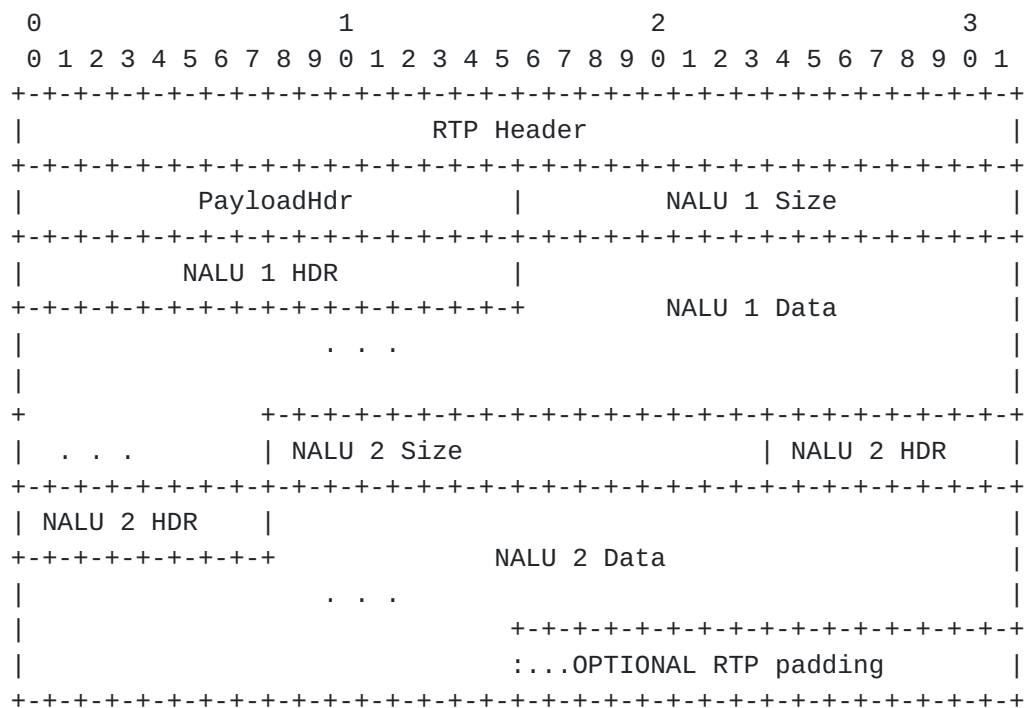 0                   1                   2                   3
 0 1 2 3 4 5 6 7 8 9 0 1 2 3 4 5 6 7 8 9 0 1 2 3 4 5 6 7 8 9 0 1
+-+-+-+-+-+-+-+-+-+-+-+-+-+-+-+-+-+-+-+-+-+-+-+-+-+-+-+-+-+-+-+-+
|                          RTP Header                           |
+-+-+-+-+-+-+-+-+-+-+-+-+-+-+-+-+-+-+-+-+-+-+-+-+-+-+-+-+-+-+-+-+
|           PayloadHdr          |         NALU 1 Size           |
+-+-+-+-+-+-+-+-+-+-+-+-+-+-+-+-+-+-+-+-+-+-+-+-+-+-+-+-+-+-+-+-+
|          NALU 1 HDR           |                               |
+-+-+-+-+-+-+-+-+-+-+-+-+-+-+-+-+         NALU 1 Data           |
|                   . . .                                       |
|                                                               |
+               +-+-+-+-+-+-+-+-+-+-+-+-+-+-+-+-+-+-+-+-+-+-+-+-+
|  . . .        | NALU 2 Size                   | NALU 2 HDR    |
+-+-+-+-+-+-+-+-+-+-+-+-+-+-+-+-+-+-+-+-+-+-+-+-+-+-+-+-+-+-+-+-+
| NALU 2 HDR    |                                               |
+-+-+-+-+-+-+-+-+              NALU 2 Data                      |
|                   . . .                                       |
|                               +-+-+-+-+-+-+-+-+-+-+-+-+-+-+-+-+
|                               :...OPTIONAL RTP padding        |
+-+-+-+-+-+-+-+-+-+-+-+-+-+-+-+-+-+-+-+-+-+-+-+-+-+-+-+-+-+-+-+-+